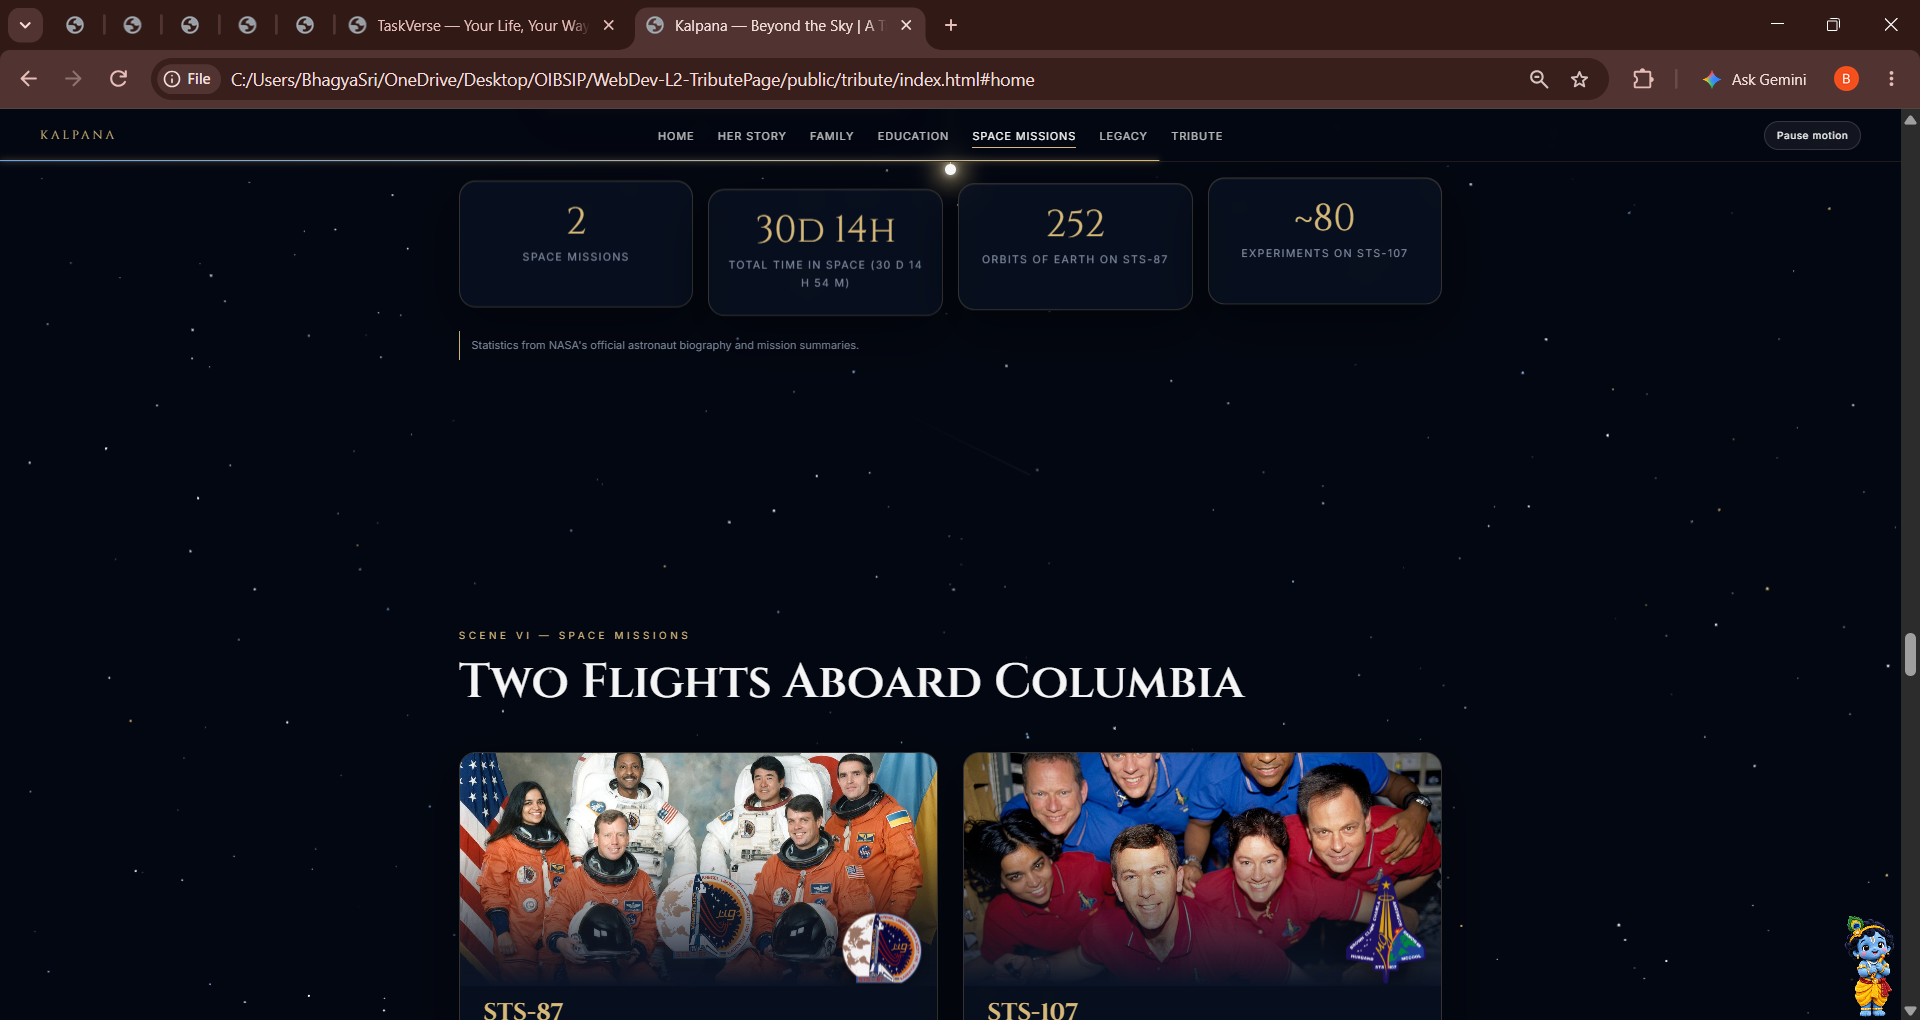 TaskVerse — Your Life, Your Way
Kalpana — Beyond the Sky | A T
File
C:/Users/BhagyaSri/OneDrive/Desktop/OIBSIP/WebDev-L2-TributePage/public/tribute/index.html#home
Ask Gemini
B
KALPANA
HOME
HER STORY
FAMILY
EDUCATION
SPACE MISSIONS
LEGACY
TRIBUTE
Pause motion
2
SPACE MISSIONS
30D 14H
TOTAL TIME IN SPACE (30 D 14
H 54 M)
252
ORBITS OF EARTH ON STS-87
~80
EXPERIMENTS ON STS-107
Statistics from NASA's official astronaut biography and mission summaries.
SCENE VI — SPACE MISSIONS
TWO FLIGHTS ABOARD COLUMBIA
STS-87
STS-107